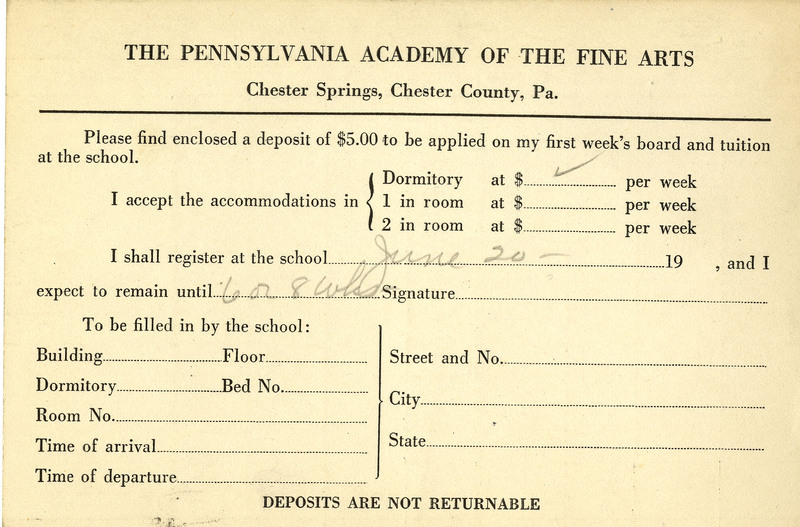 THE PENNSYLVANIA ACADEMY OF THE FINE ARTS
Chester Springs, Chester County, Pa.
Please find enclosed a deposit of $5.00 to be applied on my first week's board and tuition
at the school.
I accept the accommodations in
Dormitory at $ ✓ per week
1 in room at $ per week
2 in room at $ per week
I shall register at the school June 20 – 19 , and I
expect to remain until 6 or 8 wks Signature
To be filled in by the school:
Building Floor
Dormitory Bed No.
Room No.
Time of arrival
Time of departure
Street and No.
City
State
DEPOSITS ARE NOT RETURNABLE